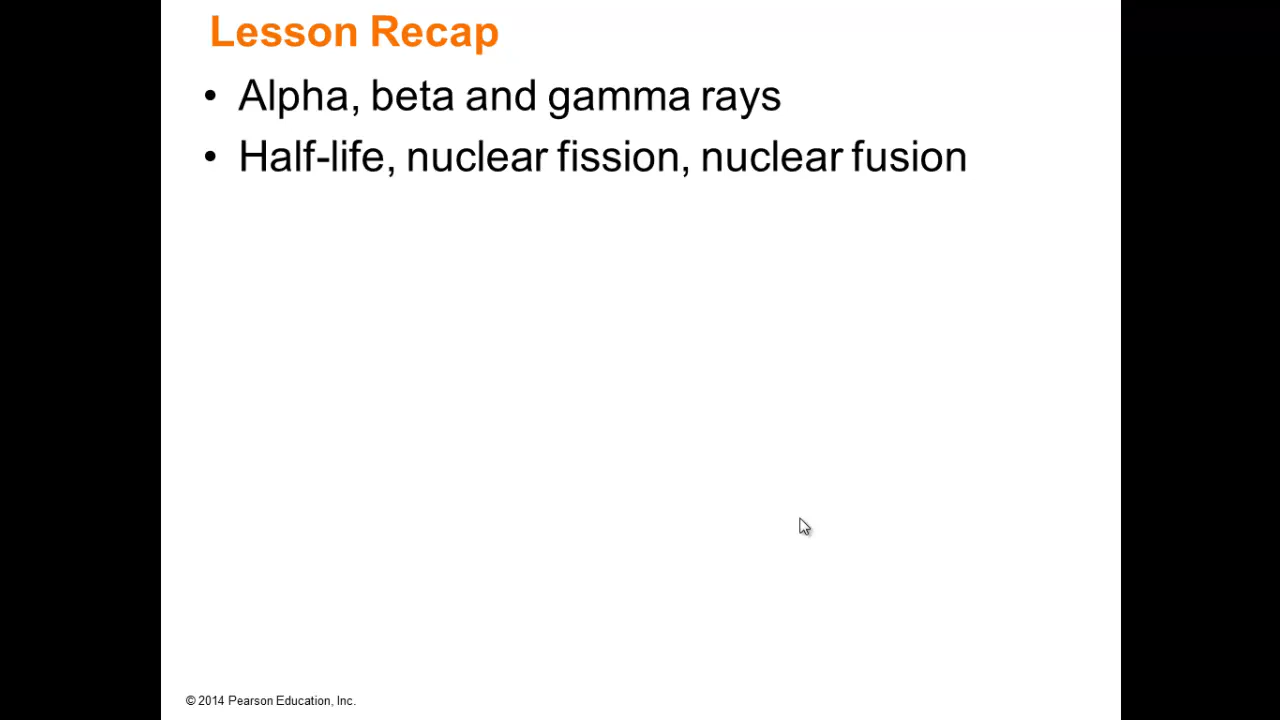 Lesson Recap
• Alpha, beta and gamma rays
• Half-life, nuclear fission, nuclear fusion
© 2014 Pearson Education, Inc.